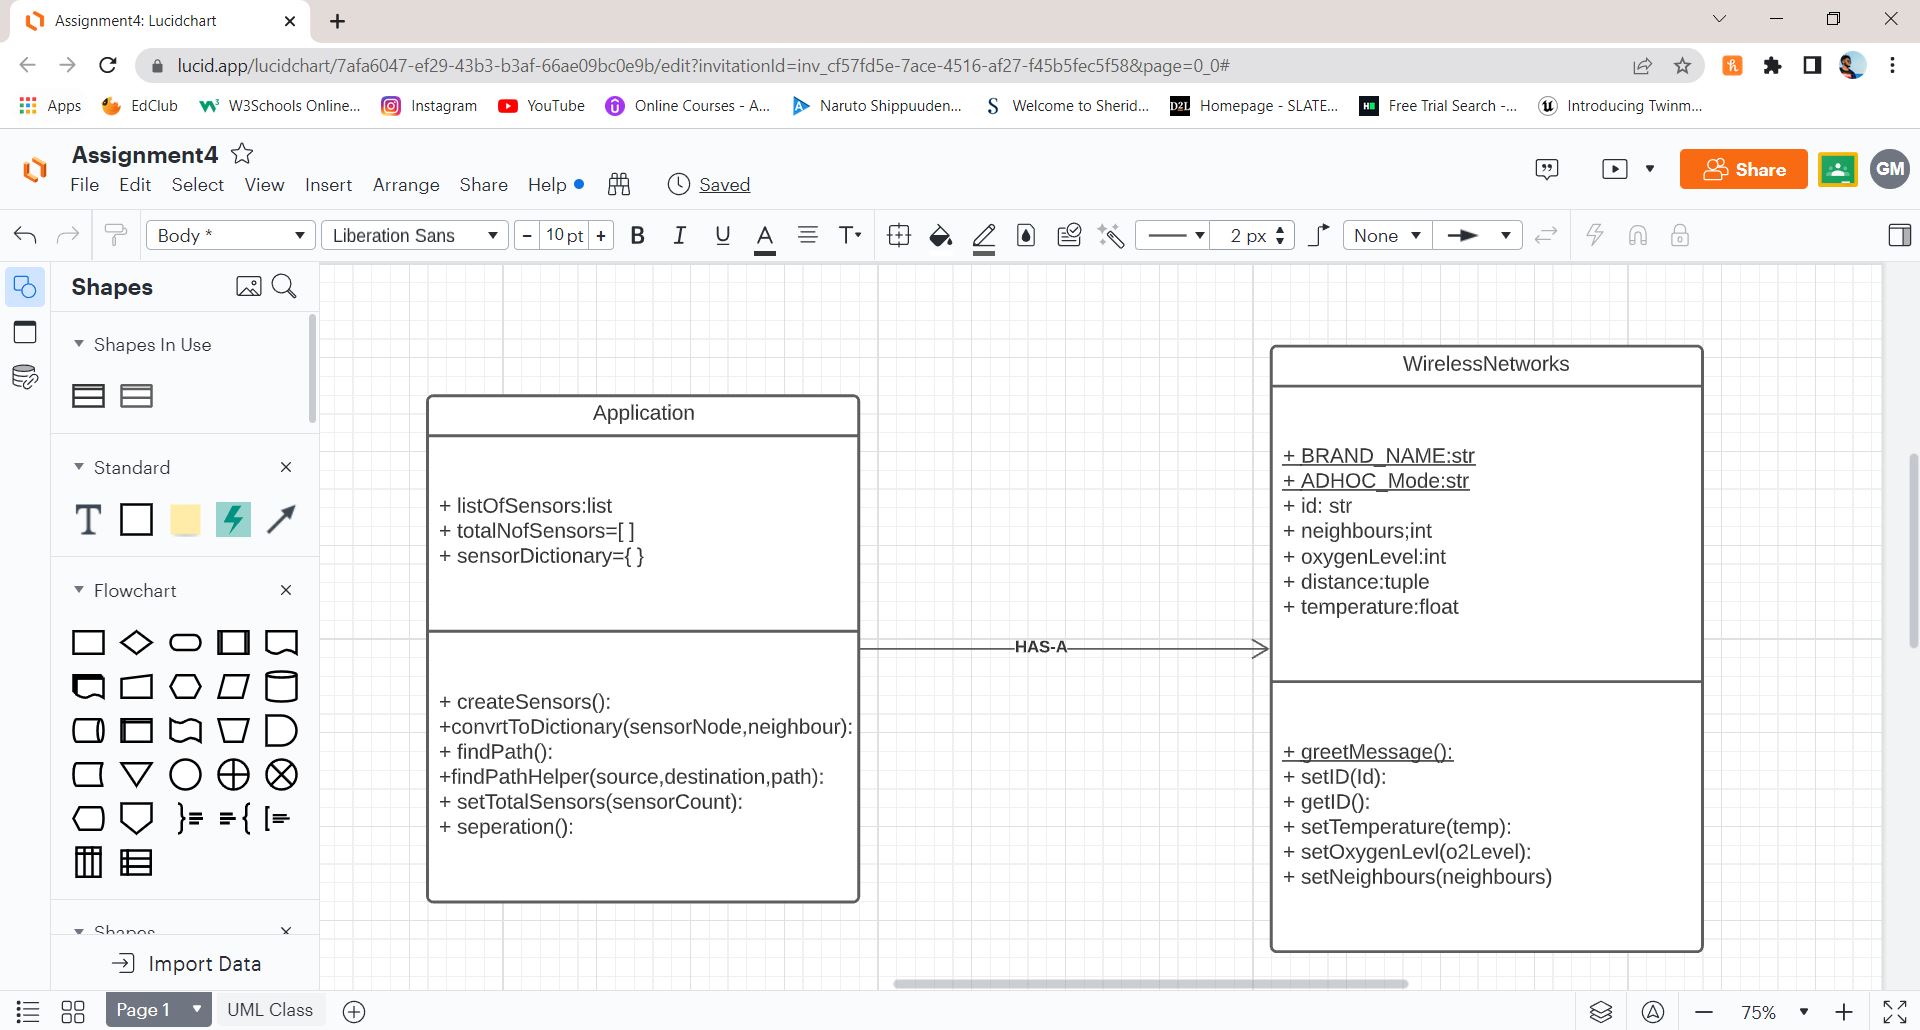 Assignment4: Lucidchart
lucid.app/lucidchart/7afa6047-ef29-43b3-b3af-66ae09bc0e9b/edit?invitationId=inv_cf57fd5e-7ace-4516-af27-f45b5fec5f58&page=0_0#
Apps EdClub W3Schools Online... Instagram YouTube Online Courses - A... Naruto Shippuuden... Welcome to Sherid... D2L Homepage - SLATE... Free Trial Search -... Introducing Twinm...
Assignment4
File Edit Select View Insert Arrange Share Help Saved
Share
GM
Body * Liberation Sans - 10 pt + B I U A T 2 px None
Shapes
Shapes In Use
Standard
T
Flowchart
Shapes
Import Data
Application
+ listOfSensors:list
+ totalNofSensors=[ ]
+ sensorDictionary={ }
+ createSensors():
+convrtToDictionary(sensorNode,neighbour):
+ findPath():
+findPathHelper(source,destination,path):
+ setTotalSensors(sensorCount):
+ seperation():
HAS-A
WirelessNetworks
+ BRAND_NAME:str
+ ADHOC_Mode:str
+ id: str
+ neighbours;int
+ oxygenLevel:int
+ distance:tuple
+ temperature:float
+ greetMessage():
+ setID(Id):
+ getID():
+ setTemperature(temp):
+ setOxygenLevl(o2Level):
+ setNeighbours(neighbours)
Page 1 UML Class
75%